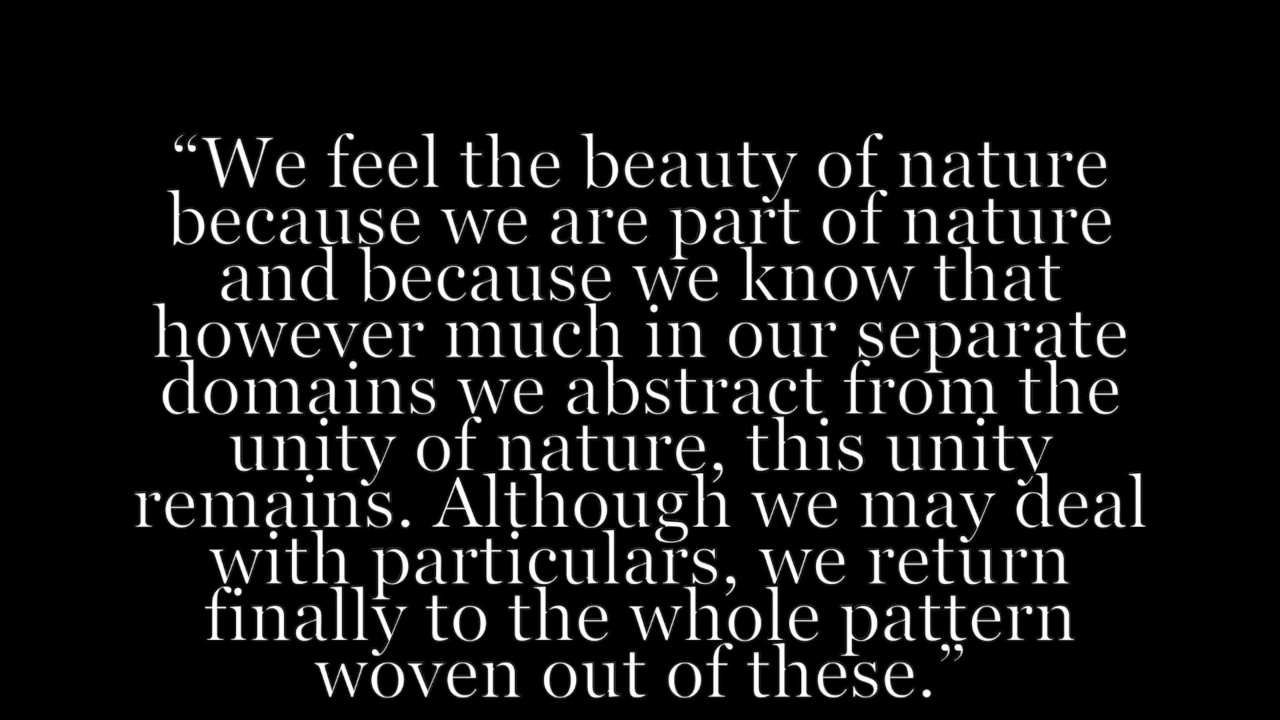 “We feel the beauty of nature
because we are part of nature
and because we know that
however much in our separate
domains we abstract from the
unity of nature, this unity
remains. Although we may deal
with particulars, we return
finally to the whole pattern
woven out of these.”